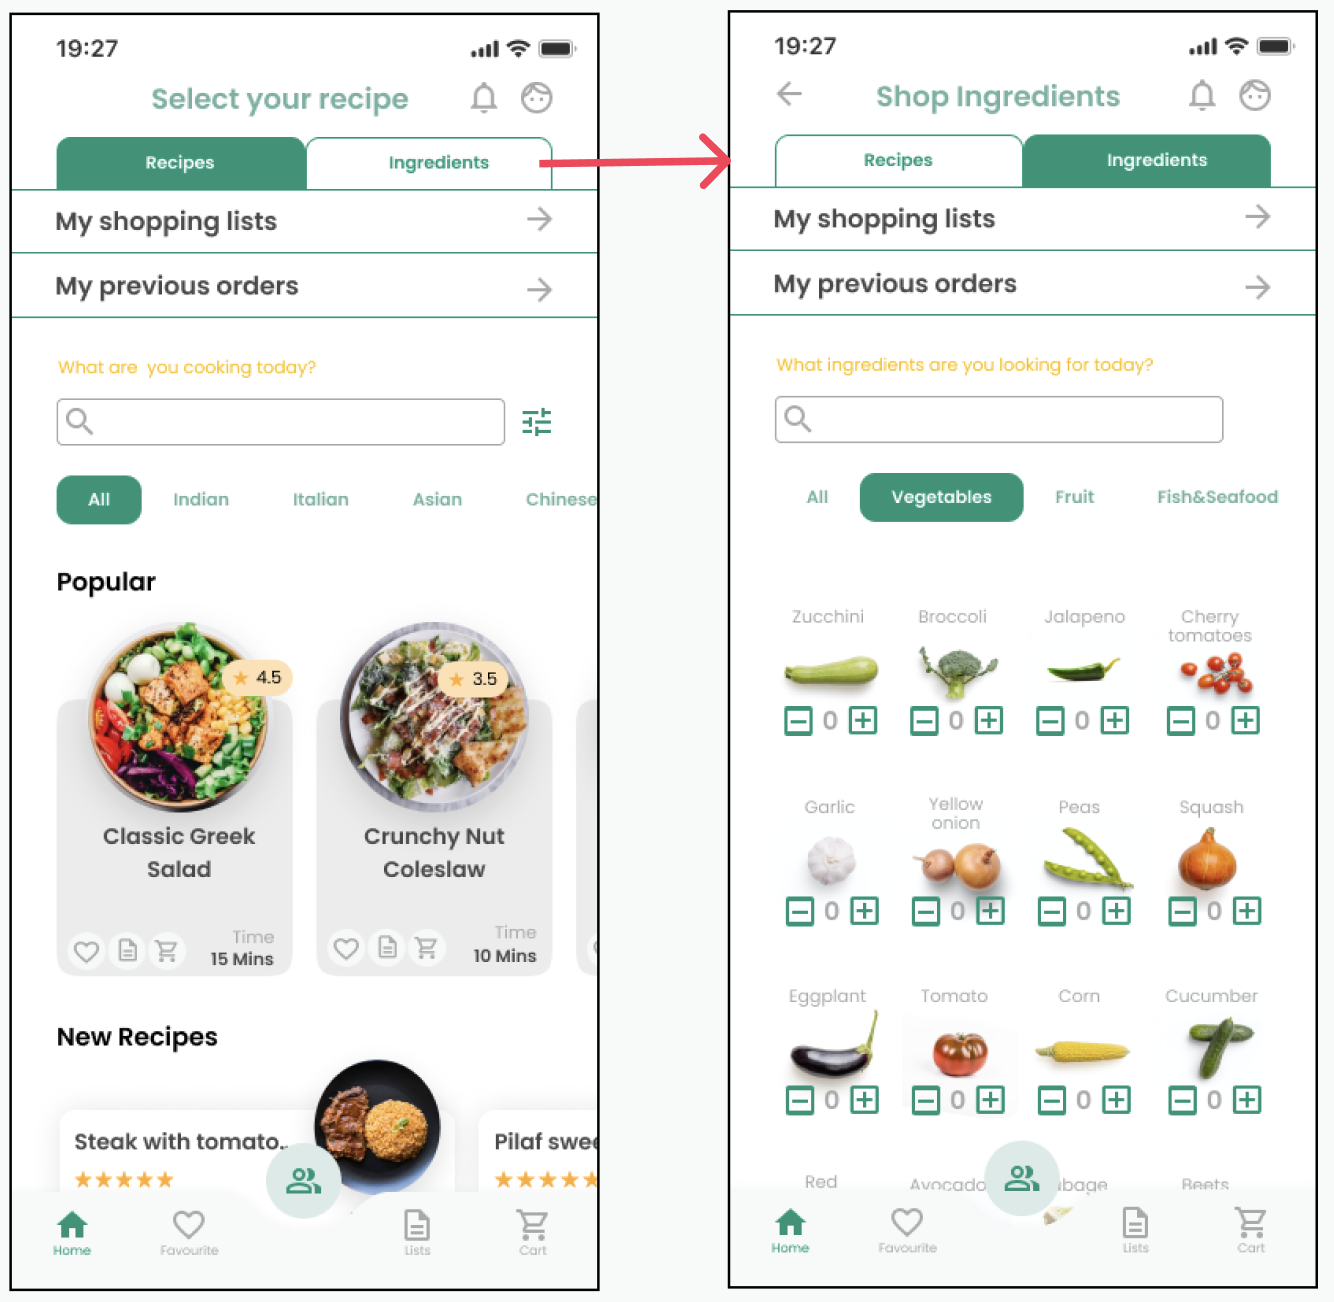 19:27
Select your recipe
Recipes
Ingredients
My shopping lists
My previous orders
What are you cooking today?
All
Indian
Italian
Asian
Chinese
Popular
4.5
3.5
Classic Greek
Salad
Crunchy Nut
Coleslaw
Time
15 Mins
Time
10 Mins
New Recipes
Steak with tomato..
Pilaf swee
Home
Favourite
Lists
Cart
19:27
Shop Ingredients
Recipes
Ingredients
My shopping lists
My previous orders
What ingredients are you looking for today?
All
Vegetables
Fruit
Fish&Seafood
Zucchini
Broccoli
Jalapeno
Cherry
tomatoes
0
0
0
0
Garlic
Yellow
onion
Peas
Squash
0
0
0
0
Eggplant
Tomato
Corn
Cucumber
0
0
0
0
Red
Avocado
bage
Beets
Home
Favourite
Lists
Cart